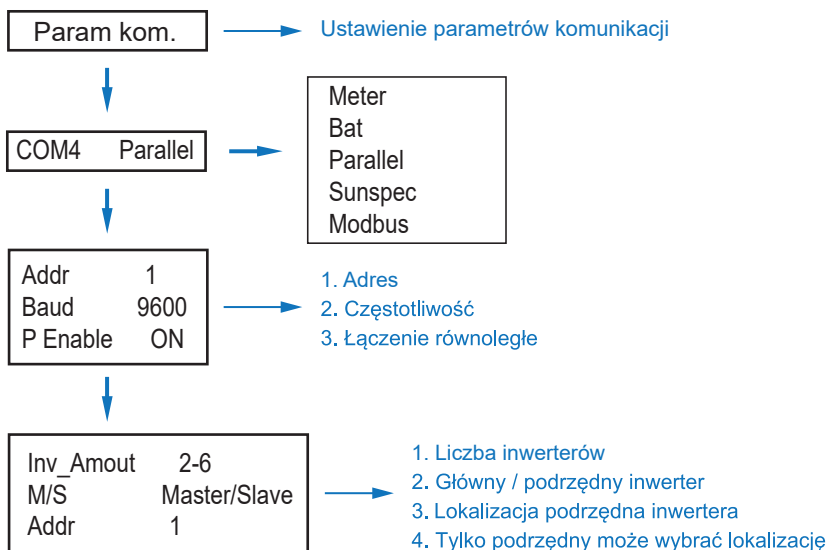 Param kom.
Ustawienie parametrów komunikacji
COM4 Parallel
Meter
Bat
Parallel
Sunspec
Modbus
Addr 1
Baud 9600
P Enable ON
1. Adres
2. Częstotliwość
3. Łączenie równoległe
Inv_Amout 2-6
M/S Master/Slave
Addr 1
1. Liczba inwerterów
2. Główny / podrzędny inwerter
3. Lokalizacja podrzędna inwertera
4. Tylko podrzędny może wybrać lokalizację